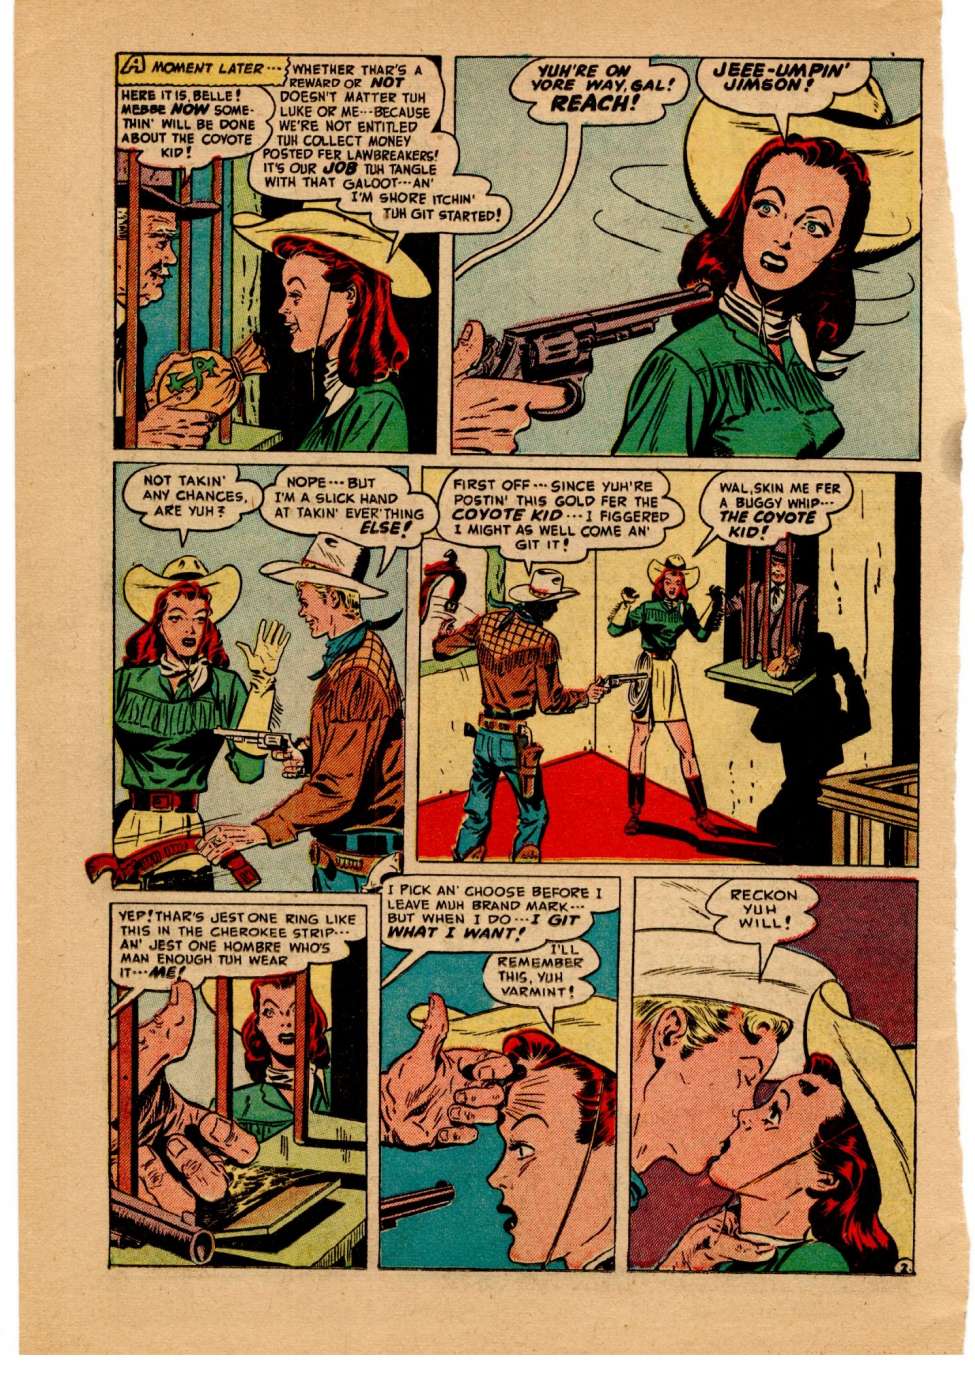 A MOMENT LATER---
HERE IT IS, BELLE!
MEBBE NOW SOME-
THIN' WILL BE DONE
ABOUT THE COYOTE
KID!
WHETHER THAR'S A
REWARD OR NOT
DOESN'T MATTER TUH
LUKE OR ME---BECAUSE
WE'RE NOT ENTITLED
TUH COLLECT MONEY
POSTED FER LAWBREAKERS!
IT'S OUR JOB TUH TANGLE
WITH THAT GALOOT---AN'
I'M SHORE ITCHIN'
TUH GIT STARTED!
YUH'RE ON
YORE WAY, GAL!
REACH!
JEEE-UMPIN'
JIMSON!
NOT TAKIN'
ANY CHANCES,
ARE YUH?
NOPE---BUT
I'M A SLICK HAND
AT TAKIN' EVER'THING
ELSE!
FIRST OFF---SINCE YUH'RE
POSTIN' THIS GOLD FER THE
COYOTE KID---I FIGGERED
I MIGHT AS WELL COME AN'
GIT IT!
WAL, SKIN ME FER
A BUGGY WHIP---
THE COYOTE
KID!
YEP! THAR'S JEST ONE RING LIKE
THIS IN THE CHEROKEE STRIP---
AN' JEST ONE HOMBRE WHO'S
MAN ENOUGH TUH WEAR
IT---ME!
I PICK AN' CHOOSE BEFORE I
LEAVE MUH BRAND MARK---
BUT WHEN I DO---I GIT
WHAT I WANT!
I'LL
REMEMBER
THIS, YUH
VARMINT!
RECKON
YUH
WILL!
2